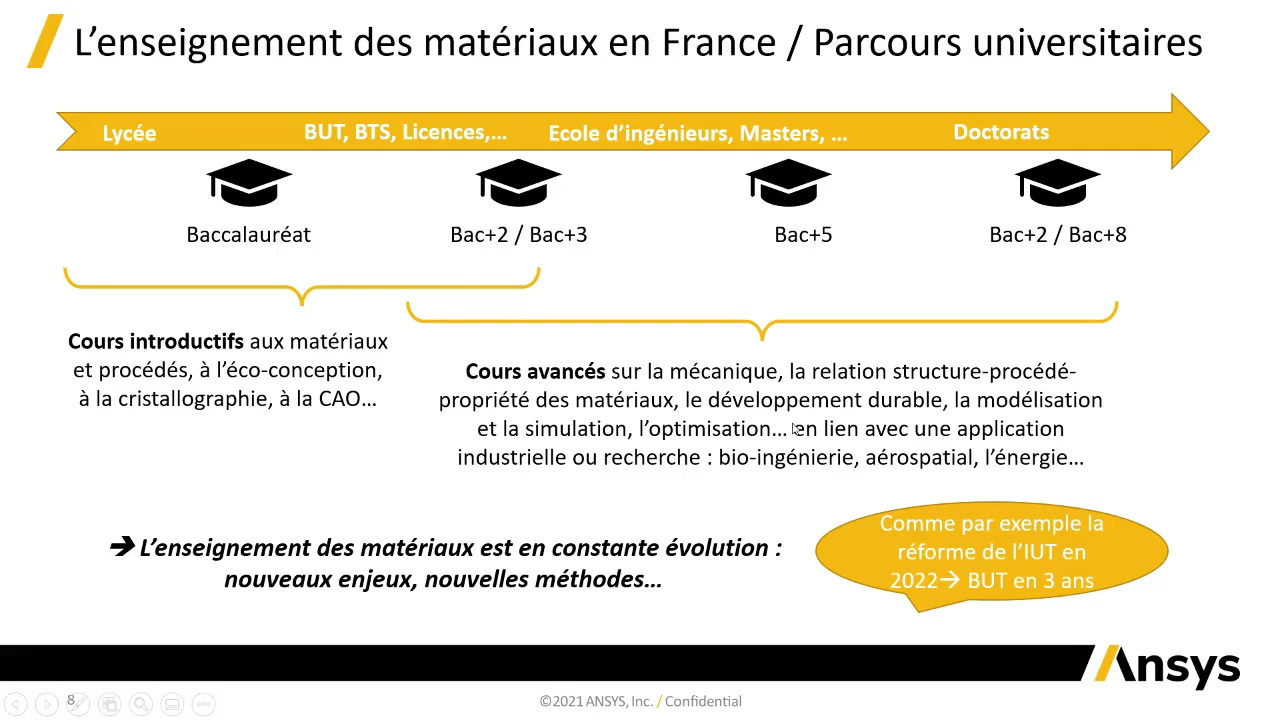 L’enseignement des matériaux en France / Parcours universitaires
Lycée
BUT, BTS, Licences,...
Ecole d’ingénieurs, Masters, ...
Doctorats
Baccalauréat
Bac+2 / Bac+3
Bac+5
Bac+2 / Bac+8
Cours introductifs aux matériaux
et procédés, à l’éco-conception,
à la cristallographie, à la CAO...
Cours avancés sur la mécanique, la relation structure-procédé-
propriété des matériaux, le développement durable, la modélisation
et la simulation, l’optimisation... en lien avec une application
industrielle ou recherche : bio-ingénierie, aérospatial, l’énergie...
➔ L’enseignement des matériaux est en constante évolution :
nouveaux enjeux, nouvelles méthodes...
Comme par exemple la
réforme de l’IUT en
2022→ BUT en 3 ans
Ansys
8
©2021 ANSYS, Inc. / Confidential